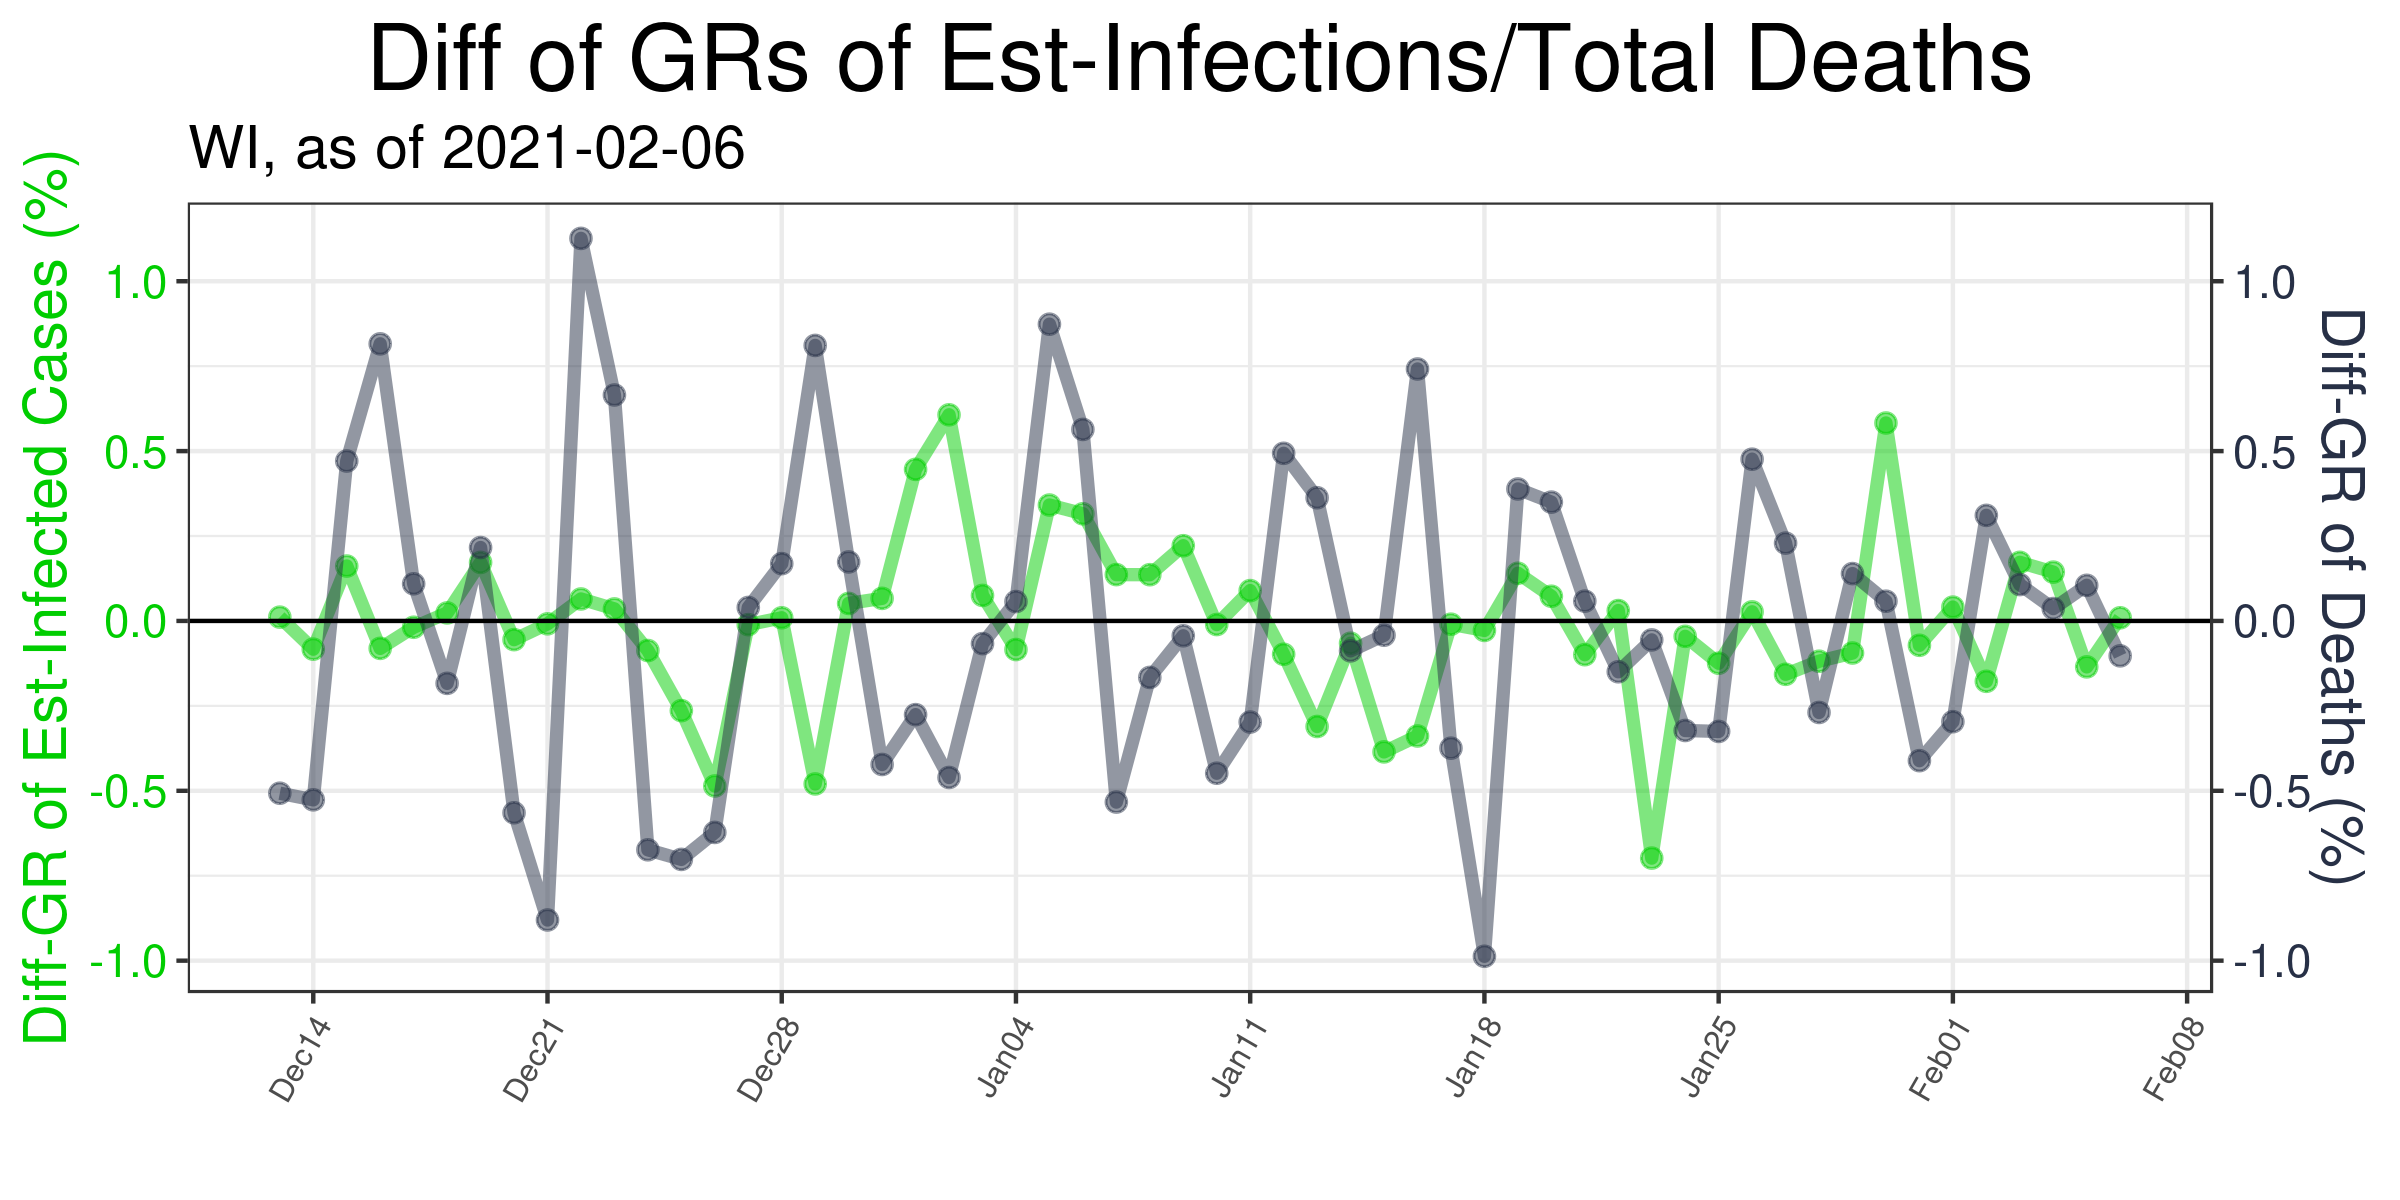 Diff of GRs of Est-Infections/Total Deaths
WI, as of 2021-02-06
Diff-GR of Est-Infected Cases (%)
1.0
0.5
0.0
-0.5
-1.0
1.0
0.5
0.0
-0.5
-1.0
Diff-GR of Deaths (%)
Dec14
Dec21
Dec28
Jan04
Jan11
Jan18
Jan25
Feb01
Feb08